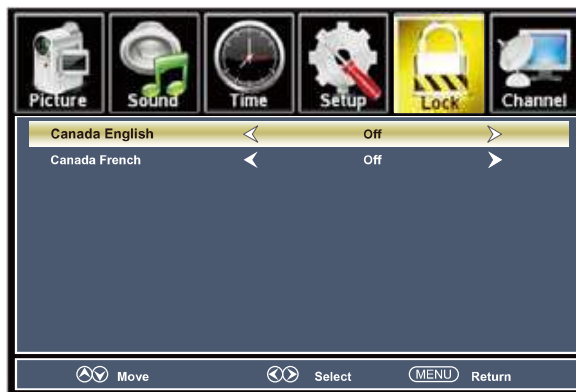 Picture Sound Time Setup Lock Channel
Canada English Off
Canada French Off
Move Select MENU Return